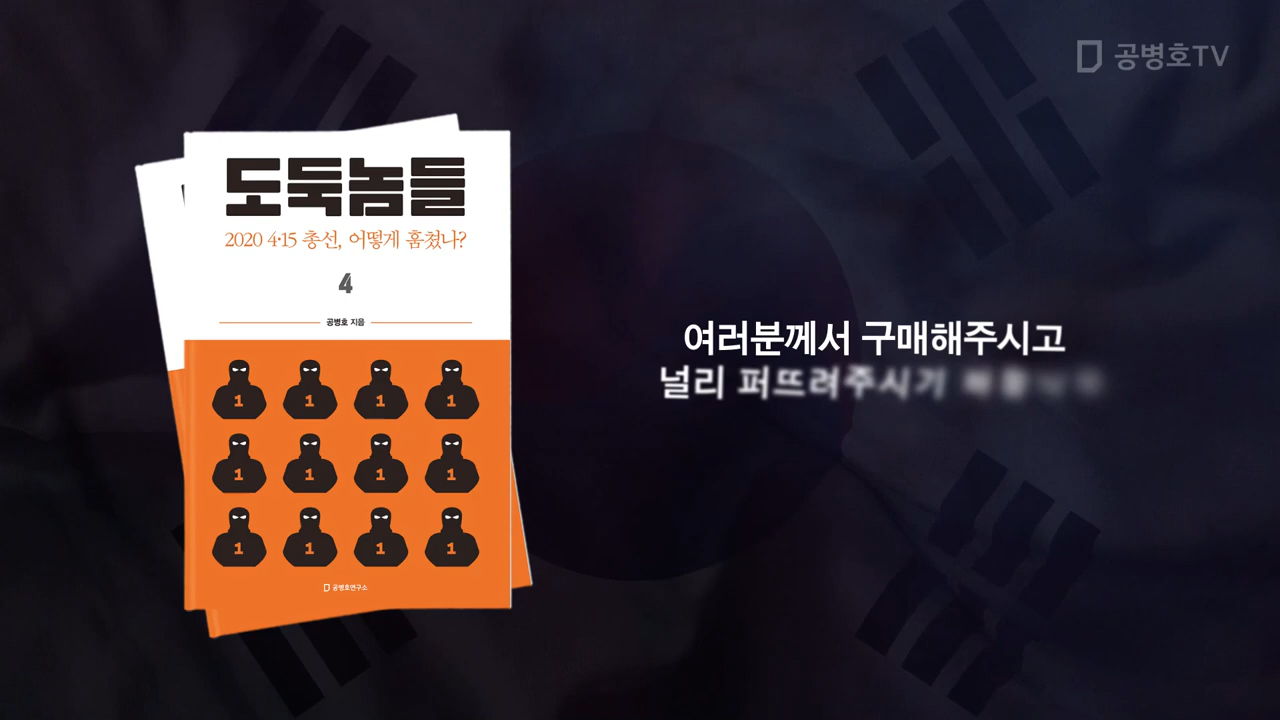 공병호TV
도둑놈들
2020 4·15 총선, 어떻게 훔쳤나?
4
공병호 지음
1 1 1 1
1 1 1 1
1 1 1 1
공병호연구소
여러분께서 구매해주시고
널리 퍼뜨려주시기